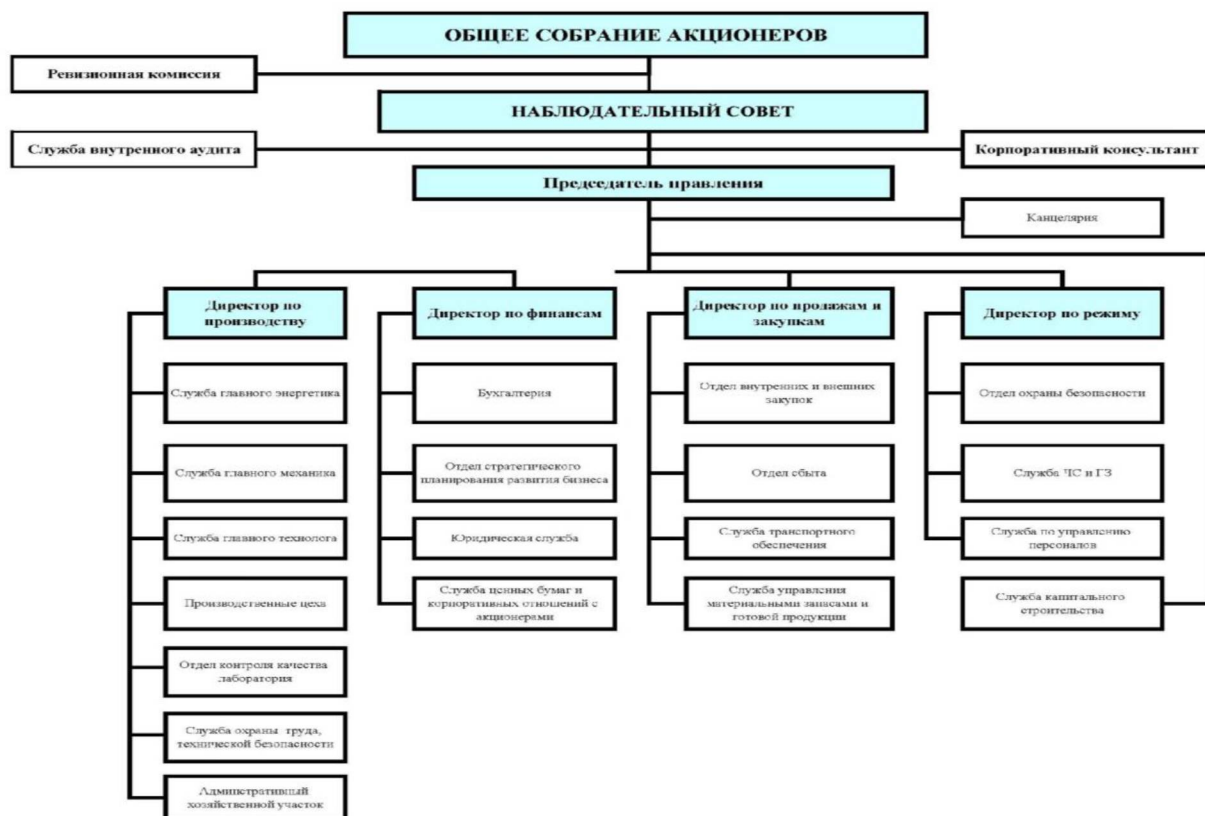 ОБЩЕЕ СОБРАНИЕ АКЦИОНЕРОВ
Ревизионная комиссия
НАБЛЮДАТЕЛЬНЫЙ СОВЕТ
Служба внутренного аудита
Корпоративный консультант
Председатель правления
Канцелярия
Директор по
производству
Директор по финансам
Директор по продажам и
закупкам
Директор по режиму
Служба главного энергетика
Бухгалтерия
Отдел внутренних и внешних
закупок
Отдел охраны безопасности
Служба главного механика
Отдел стратегического
планирования развития бизнеса
Отдел сбыта
Служба ЧС и ГЗ
Служба главного технолога
Юридическая служба
Служба транспортного
обеспечения
Служба по управлению
персоналов
Производственные цеха
Служба ценных бумаг и
корпоративных отношений с
акционерами
Служба управления
материальными запасами и
готовой продукции
Служба капитального
строительства
Отдел контроля качества
лаборатория
Служба охраны труда,
технической безопасности
Админстративный
хозяйственной участок